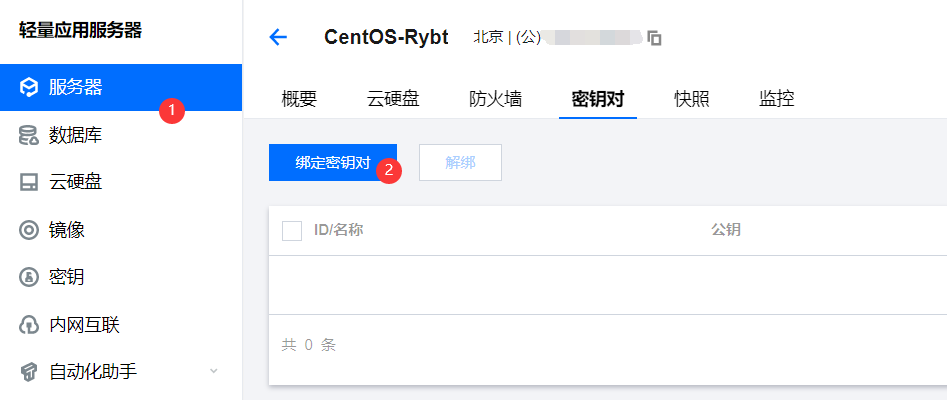 轻量应用服务器
服务器
1
数据库
云硬盘
镜像
密钥
内网互联
自动化助手
CentOS-Rybt 北京 | (公)
概要 云硬盘 防火墙 密钥对 快照 监控
绑定密钥对 2 解绑
ID/名称 公钥
共 0 条